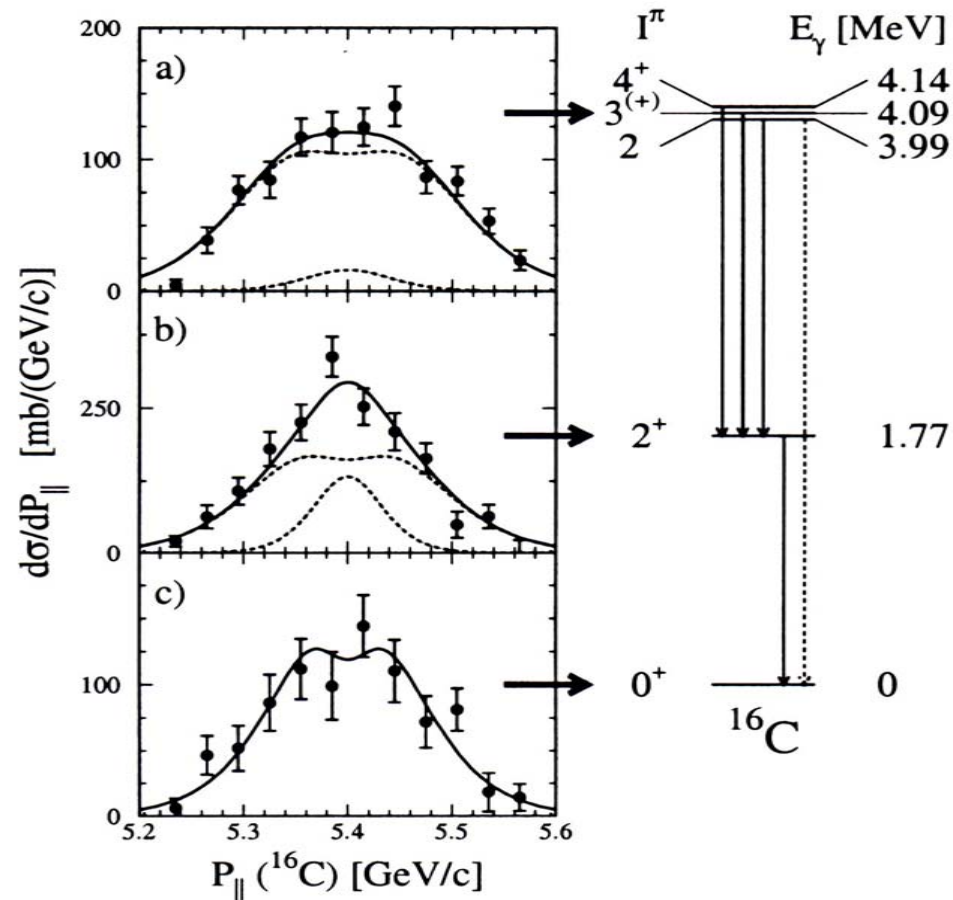 dσ/dP∥ [mb/(GeV/c)]
200
a)
100
0
b)
250
0
c)
100
0
5.2 5.3 5.4 5.5 5.6
P∥ (¹⁶C) [GeV/c]
I^π E_γ [MeV]
4⁺ 4.14
3⁽⁺⁾ 4.09
2 3.99
2⁺ 1.77
0⁺ 0
¹⁶C